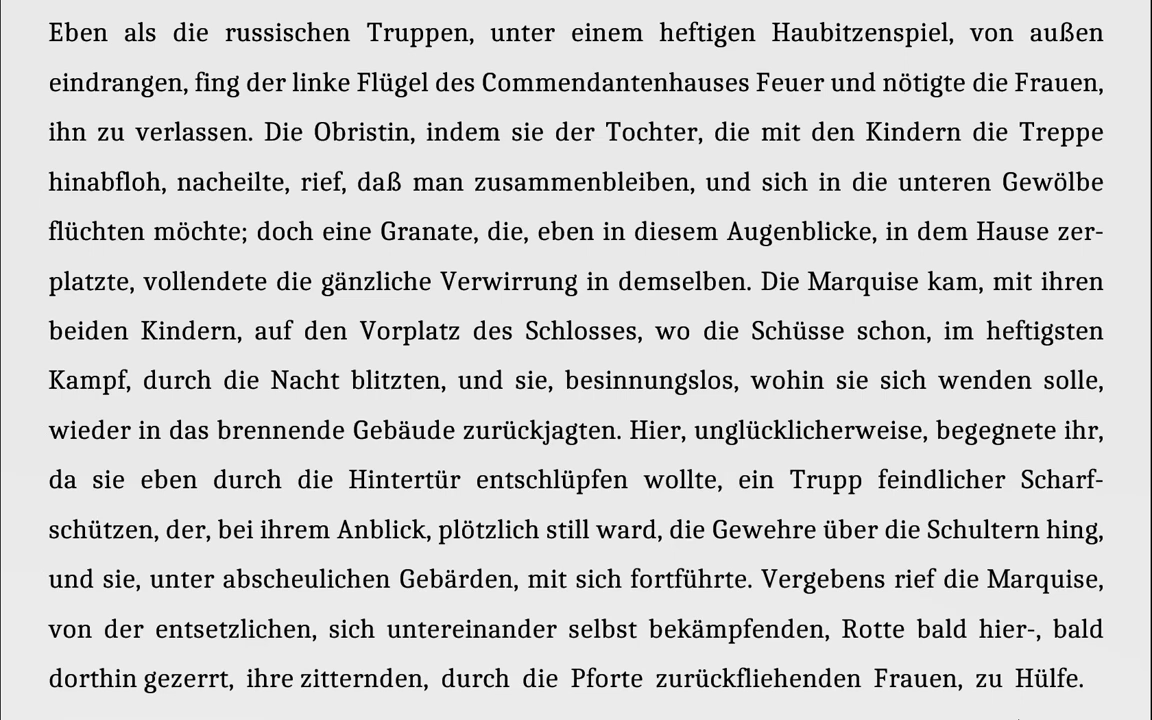 Eben als die russischen Truppen, unter einem heftigen Haubitzenspiel, von außen
eindrangen, fing der linke Flügel des Commendantenhauses Feuer und nötigte die Frauen,
ihn zu verlassen. Die Obristin, indem sie der Tochter, die mit den Kindern die Treppe
hinabfloh, nacheilte, rief, daß man zusammenbleiben, und sich in die unteren Gewölbe
flüchten möchte; doch eine Granate, die, eben in diesem Augenblicke, in dem Hause zer-
platzte, vollendete die gänzliche Verwirrung in demselben. Die Marquise kam, mit ihren
beiden Kindern, auf den Vorplatz des Schlosses, wo die Schüsse schon, im heftigsten
Kampf, durch die Nacht blitzten, und sie, besinnungslos, wohin sie sich wenden solle,
wieder in das brennende Gebäude zurückjagten. Hier, unglücklicherweise, begegnete ihr,
da sie eben durch die Hintertür entschlüpfen wollte, ein Trupp feindlicher Scharf-
schützen, der, bei ihrem Anblick, plötzlich still ward, die Gewehre über die Schultern hing,
und sie, unter abscheulichen Gebärden, mit sich fortführte. Vergebens rief die Marquise,
von der entsetzlichen, sich untereinander selbst bekämpfenden, Rotte bald hier-, bald
dorthin gezerrt, ihre zitternden, durch die Pforte zurückfliehenden Frauen, zu Hülfe.